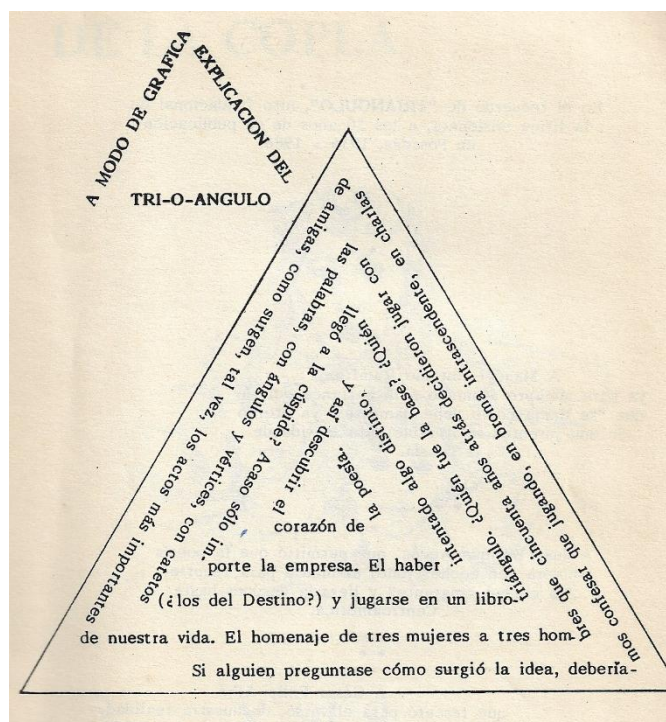 A MODO DE GRAFICA
EXPLICACION DEL
TRI-O-ANGULO
Si alguien preguntase cómo surgió la idea, debería-
mos confesar que jugando, en broma intrascendente, en charlas
de amigas, como surgen, tal vez, los actos más importantes
de nuestra vida. El homenaje de tres mujeres a tres hom-
bres que cincuenta años atrás decidieron jugar con
las palabras, con ángulos y vértices, con catetos
(¿los del Destino?) y jugarse en un libro-
triángulo. ¿Quién fue la base? ¿Quién
llegó a la cúspide? Acaso sólo im-
porte la empresa. El haber
intentado algo distinto,
y así descubrir el
corazón de
la poesía.